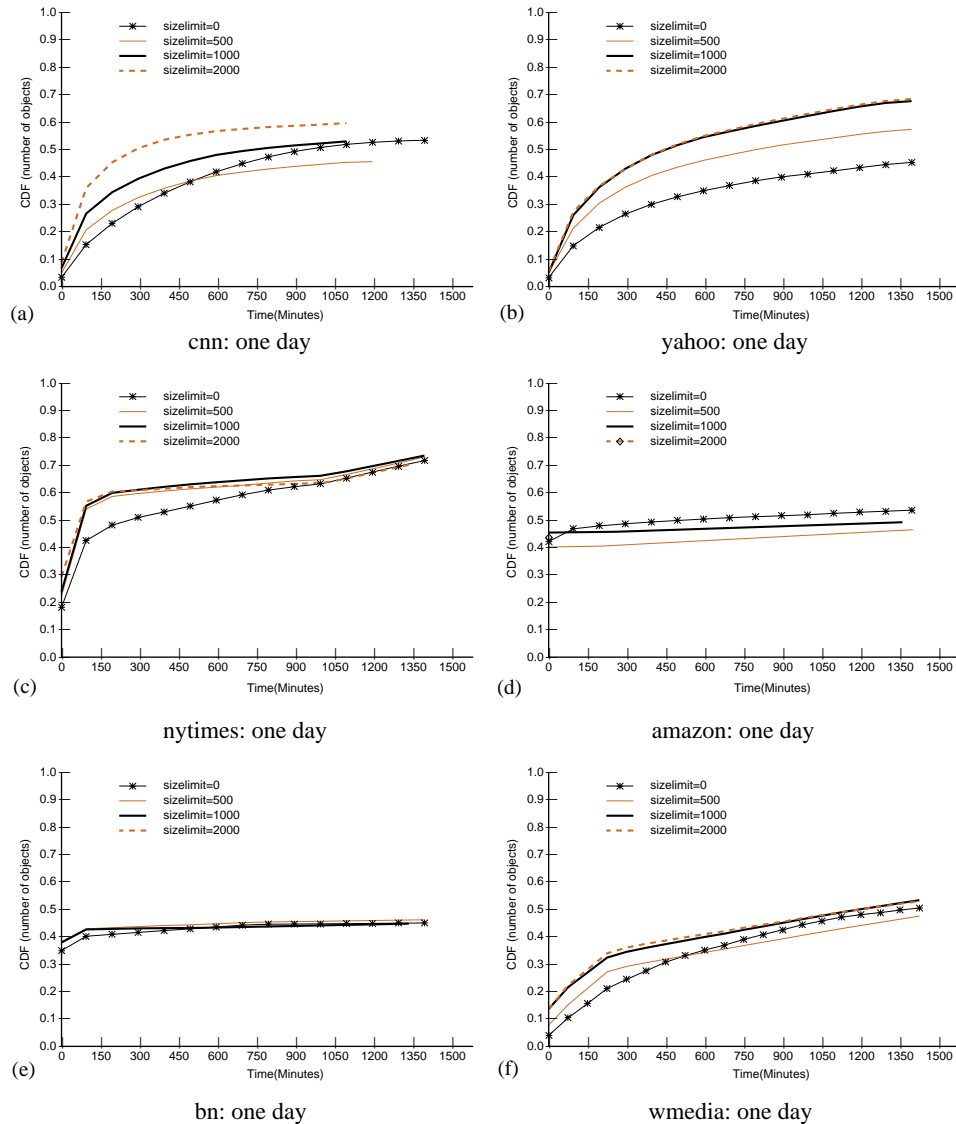 1.0
0.9
0.8
0.7
0.6
0.5
0.4
0.3
0.2
0.1
0.0
CDF (number of objects)
sizelimit=0
sizelimit=500
sizelimit=1000
sizelimit=2000
0 150 300 450 600 750 900 1050 1200 1350 1500
Time(Minutes)
(a)
cnn: one day
1.0
0.9
0.8
0.7
0.6
0.5
0.4
0.3
0.2
0.1
0.0
CDF (number of objects)
sizelimit=0
sizelimit=500
sizelimit=1000
sizelimit=2000
0 150 300 450 600 750 900 1050 1200 1350 1500
Time(Minutes)
(b)
yahoo: one day
1.0
0.9
0.8
0.7
0.6
0.5
0.4
0.3
0.2
0.1
0.0
CDF (number of objects)
sizelimit=0
sizelimit=500
sizelimit=1000
sizelimit=2000
0 150 300 450 600 750 900 1050 1200 1350 1500
Time(Minutes)
(c)
nytimes: one day
1.0
0.9
0.8
0.7
0.6
0.5
0.4
0.3
0.2
0.1
0.0
CDF (number of objects)
sizelimit=0
sizelimit=500
sizelimit=1000
sizelimit=2000
0 150 300 450 600 750 900 1050 1200 1350 1500
Time(Minutes)
(d)
amazon: one day
1.0
0.9
0.8
0.7
0.6
0.5
0.4
0.3
0.2
0.1
0.0
CDF (number of objects)
sizelimit=0
sizelimit=500
sizelimit=1000
sizelimit=2000
0 150 300 450 600 750 900 1050 1200 1350 1500
Time(Minutes)
(e)
bn: one day
1.0
0.9
0.8
0.7
0.6
0.5
0.4
0.3
0.2
0.1
0.0
CDF (number of objects)
sizelimit=0
sizelimit=500
sizelimit=1000
sizelimit=2000
0 150 300 450 600 750 900 1050 1200 1350 1500
Time(Minutes)
(f)
wmedia: one day